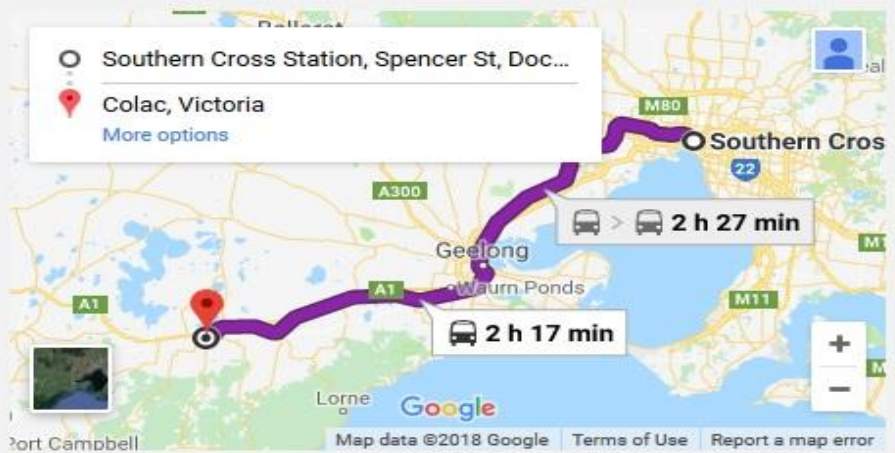 Southern Cross Station, Spencer St, Doc...
Colac, Victoria
More options
M80
Southern Cros
22
A300
> 2 h 27 min
Geelong
A1
A1
Waurn Ponds
M11
2 h 17 min
+
−
Lorne
Google
Port Campbell
Map data ©2018 Google
Terms of Use
Report a map error